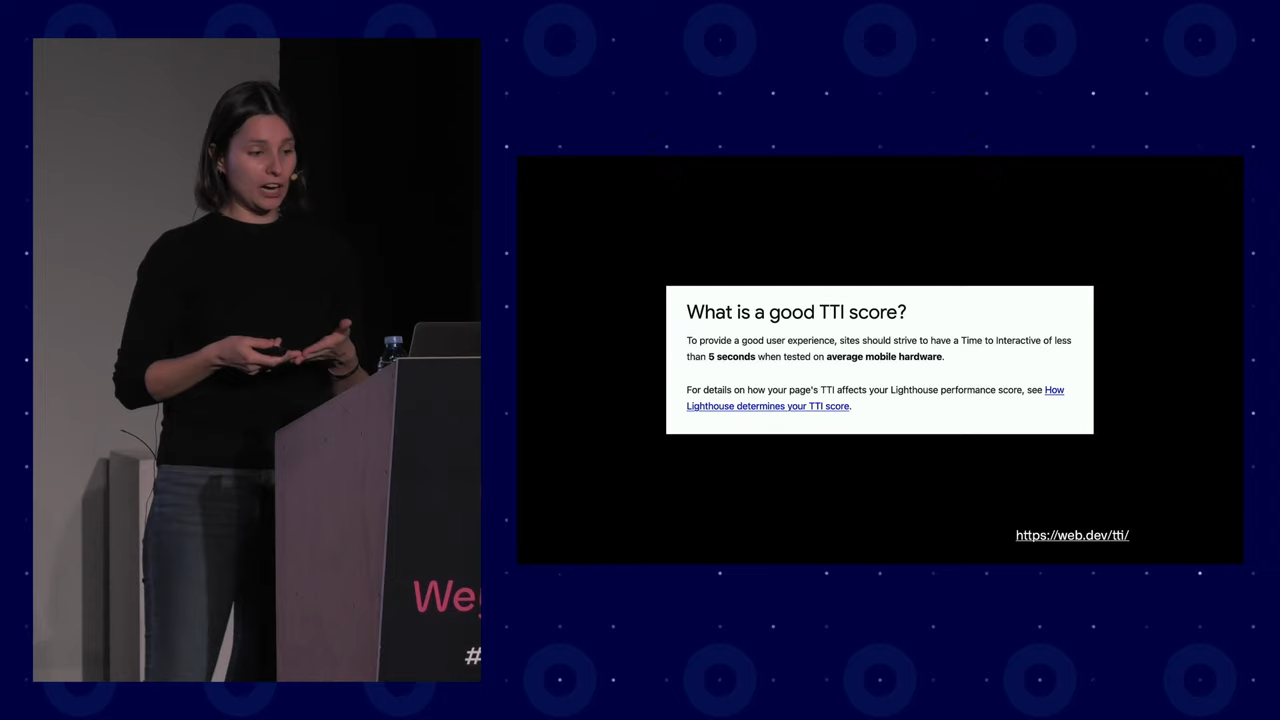 What is a good TTI score?
To provide a good user experience, sites should strive to have a Time to Interactive of less
than 5 seconds when tested on average mobile hardware.
For details on how your page's TTI affects your Lighthouse performance score, see How
Lighthouse determines your TTI score.
https://web.dev/tti/
We
#